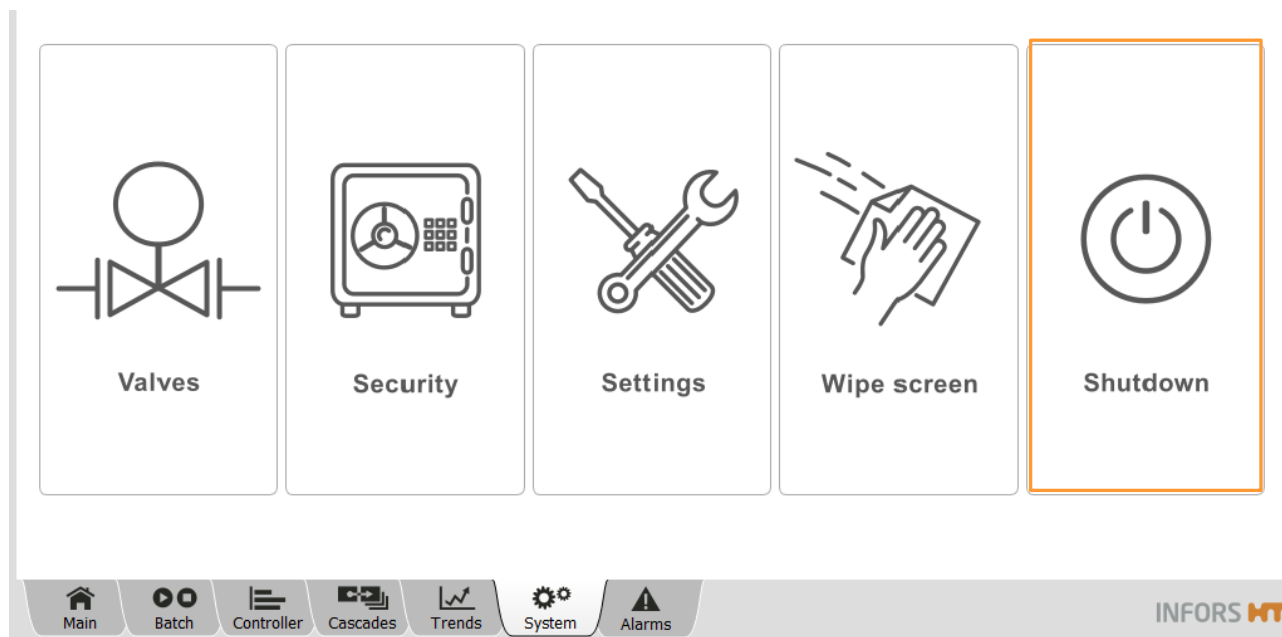 Valves
Security
Settings
Wipe screen
Shutdown
Main
Batch
Controller
Cascades
Trends
System
Alarms
INFORS HT